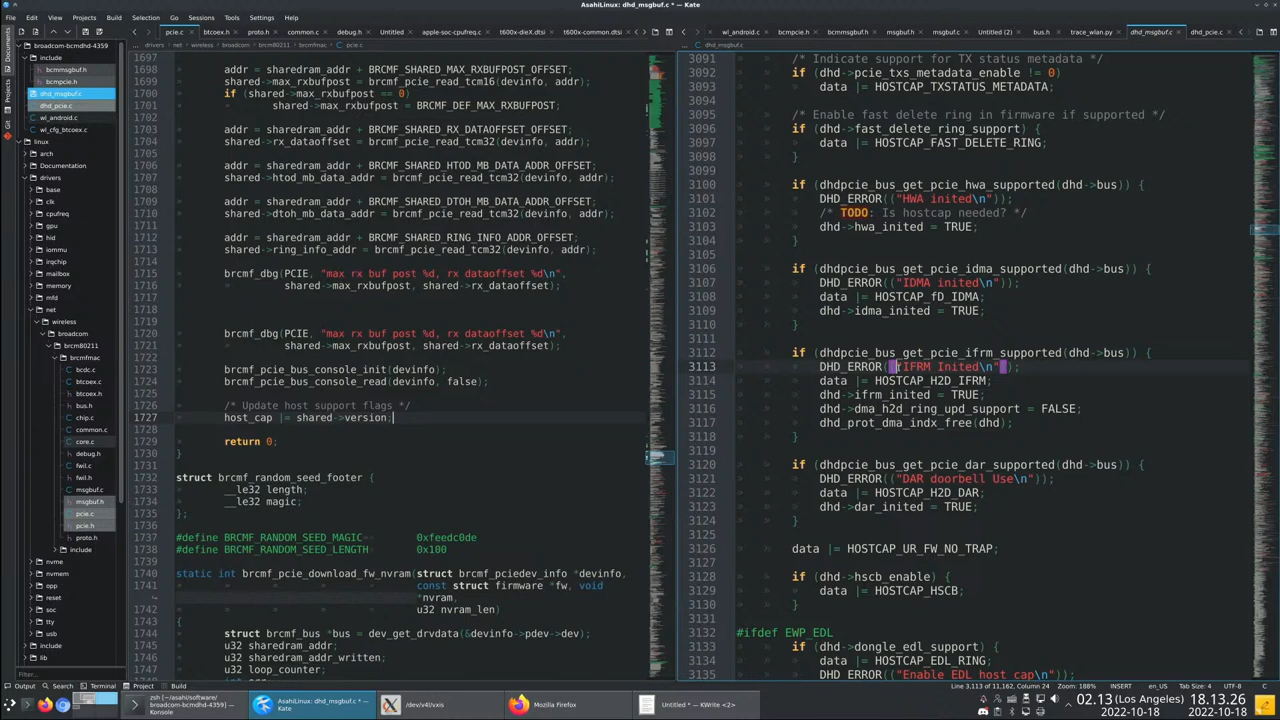 AsahiLinux: dhd_msgbuf.c * — Kate
File Edit View Projects Build Selection Go Sessions Tools Settings Help
pcie.c btcoex.h proto.h common.c debug.h Untitled apple-soc-cpufreq.c t600x-dieX.dtsi t600x-common.dtsi
wl_android.c bcmpcie.h bcmmsgbuf.h msgbuf.c Untitled (2) bus.h trace_wlan.py dhd_msgbuf.c dhd_pcie.c
drivers net wireless broadcom brcm80211 brcmfmac pcie.c
dhd_msgbuf.c
Documents
Projects
Git
broadcom-bcmdhd-4359
include
bcmmsgbuf.h
bcmpcie.h
dhd_msgbuf.c
dhd_pcie.c
wl_android.c
wl_cfg_btcoex.c
linux
arch
Documentation
drivers
base
clk
cpufreq
gpu
hid
iommu
irqchip
mailbox
memory
mfd
net
wireless
broadcom
brcm80211
brcmfmac
bcdc.c
btcoex.c
btcoex.h
bus.h
chip.c
common.c
core.c
debug.h
fwil.c
fwil.h
msgbuf.c
msgbuf.h
pcie.c
pcie.h
proto.h
include
nvme
nvmem
opp
reset
soc
tty
usb
include
lib
Filter...
1697
1698 addr = sharedram_addr + BRCMF_SHARED_MAX_RXBUFPOST_OFFSET;
1699 shared->max_rxbufpost = brcmf_pcie_read_tcm16(devinfo, addr);
1700 if (shared->max_rxbufpost == 0)
1701 shared->max_rxbufpost = BRCMF_DEF_MAX_RXBUFPOST;
1702
1703 addr = sharedram_addr + BRCMF_SHARED_RX_DATAOFFSET_OFFSET;
1704 shared->rx_dataoffset = brcmf_pcie_read_tcm32(devinfo, addr);
1705
1706 addr = sharedram_addr + BRCMF_SHARED_HTOD_MB_DATA_ADDR_OFFSET;
1707 shared->htod_mb_data_addr = brcmf_pcie_read_tcm32(devinfo, addr);
1708
1709 addr = sharedram_addr + BRCMF_SHARED_DTOH_MB_DATA_ADDR_OFFSET;
1710 shared->dtoh_mb_data_addr = brcmf_pcie_read_tcm32(devinfo, addr);
1711
1712 addr = sharedram_addr + BRCMF_SHARED_RING_INFO_ADDR_OFFSET;
1713 shared->ring_info_addr = brcmf_pcie_read_tcm32(devinfo, addr);
1714
1715 brcmf_dbg(PCIE, "max rx buf post %d, rx dataoffset %d\n",
1716 shared->max_rxbufpost, shared->rx_dataoffset);
1717
1718
1719
1720 brcmf_dbg(PCIE, "max rx buf post %d, rx dataoffset %d\n",
1721 shared->max_rxbufpost, shared->rx_dataoffset);
1722
1723 brcmf_pcie_bus_console_init(devinfo);
1724 brcmf_pcie_bus_console_read(devinfo, false);
1725
1726 // Update host support flags
1727 host_cap |= shared->version
1728
1729 return 0;
1730 }
1731
1732 struct brcmf_random_seed_footer {
1733 __le32 length;
1734 __le32 magic;
1735 };
1736
1737 #define BRCMF_RANDOM_SEED_MAGIC 0xfeedc0de
1738 #define BRCMF_RANDOM_SEED_LENGTH 0x100
1739
1740 static int brcmf_pcie_download_fw_nvram(struct brcmf_pciedev_info *devinfo,
1741 const struct firmware *fw, void
*nvram,
1742 u32 nvram_len)
1743 {
1744 struct brcmf_bus *bus = dev_get_drvdata(&devinfo->pdev->dev);
1745 u32 sharedram_addr;
1746 u32 sharedram_addr_written;
1747 u32 loop_counter;
3091 /* Indicate support for TX status metadata */
3092 if (dhd->pcie_txs_metadata_enable != 0)
3093 data |= HOSTCAP_TXSTATUS_METADATA;
3094
3095 /* Enable fast delete ring in firmware if supported */
3096 if (dhd->fast_delete_ring_support) {
3097 data |= HOSTCAP_FAST_DELETE_RING;
3098 }
3099
3100 if (dhdpcie_bus_get_pcie_hwa_supported(dhd->bus)) {
3101 DHD_ERROR(("HWA inited\n"));
3102 /* TODO: Is hostcap needed? */
3103 dhd->hwa_inited = TRUE;
3104 }
3105
3106 if (dhdpcie_bus_get_pcie_idma_supported(dhd->bus)) {
3107 DHD_ERROR(("IDMA inited\n"));
3108 data |= HOSTCAP_H2D_IDMA;
3109 dhd->idma_inited = TRUE;
3110 }
3111
3112 if (dhdpcie_bus_get_pcie_ifrm_supported(dhd->bus)) {
3113 DHD_ERROR(("IFRM Inited\n"));
3114 data |= HOSTCAP_H2D_IFRM;
3115 dhd->ifrm_inited = TRUE;
3116 dhd->dma_h2d_ring_upd_support = FALSE;
3117 dhd_prot_dma_indx_free(dhd);
3118 }
3119
3120 if (dhdpcie_bus_get_pcie_dar_supported(dhd->bus)) {
3121 DHD_ERROR(("DAR doorbell Use\n"));
3122 data |= HOSTCAP_H2D_DAR;
3123 dhd->dar_inited = TRUE;
3124 }
3125
3126 data |= HOSTCAP_UR_FW_NO_TRAP;
3127
3128 if (dhd->hscb_enable) {
3129 data |= HOSTCAP_HSCB;
3130 }
3131
3132 #ifdef EWP_EDL
3133 if (dhd->dongle_edl_support) {
3134 data |= HOSTCAP_EDL_RING;
3135 DHD_ERROR(("Enable EDL host cap\n"));
Output Search Terminal Project Build
Line 3,113 of 11,162, Column 24 Zoom: 188% INSERT en_US Tab Size: 4 UTF-8 C
zsh [~/asahi/software/
broadcom-bcmdhd-4359] —
Konsole
AsahiLinux: dhd_msgbuf.c * —
Kate
/dev/v4l/vxis
Mozilla Firefox
Untitled * — KWrite <2>
02.13 (Los Angeles)
2022-10-18
18.13.26
2022-10-18